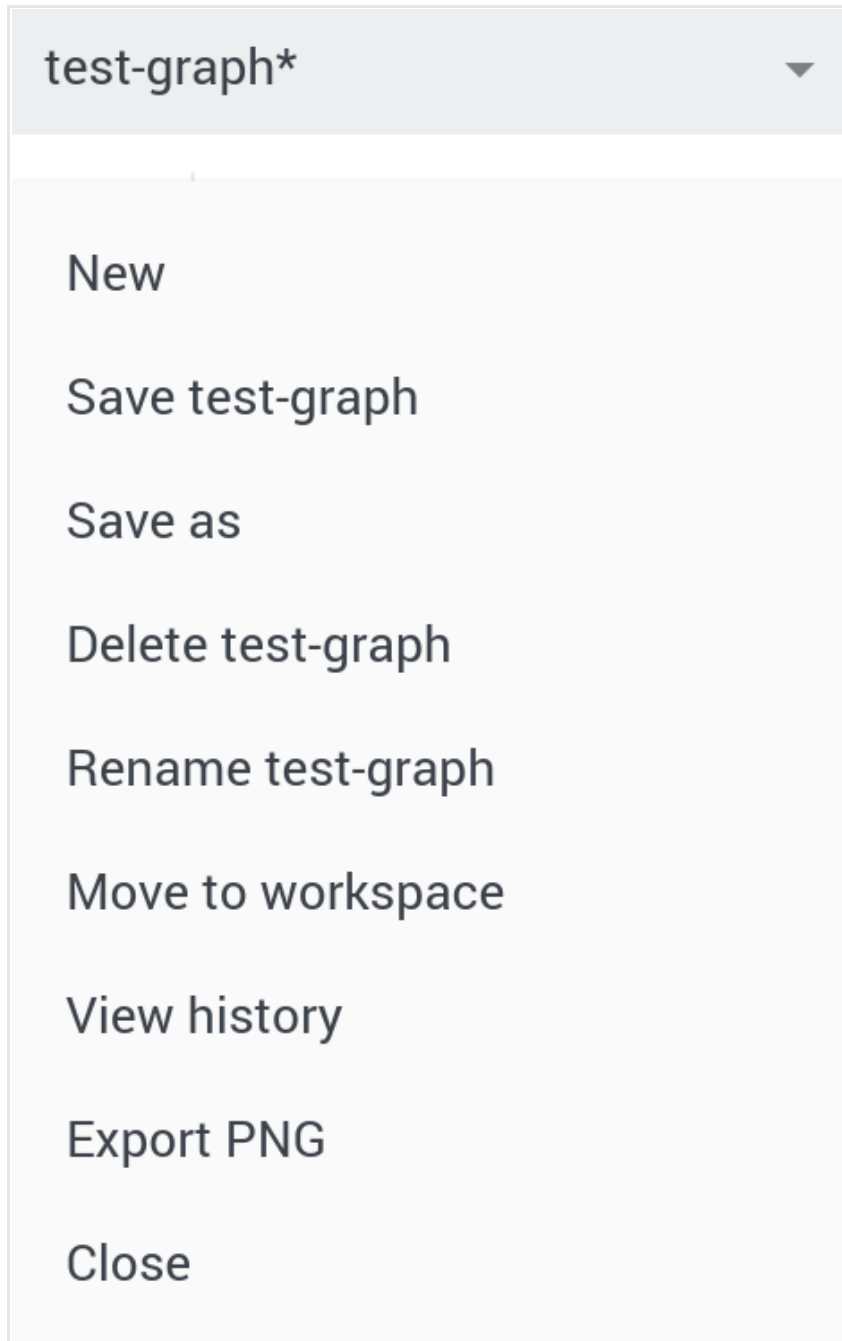 test-graph*
New
Save test-graph
Save as
Delete test-graph
Rename test-graph
Move to workspace
View history
Export PNG
Close